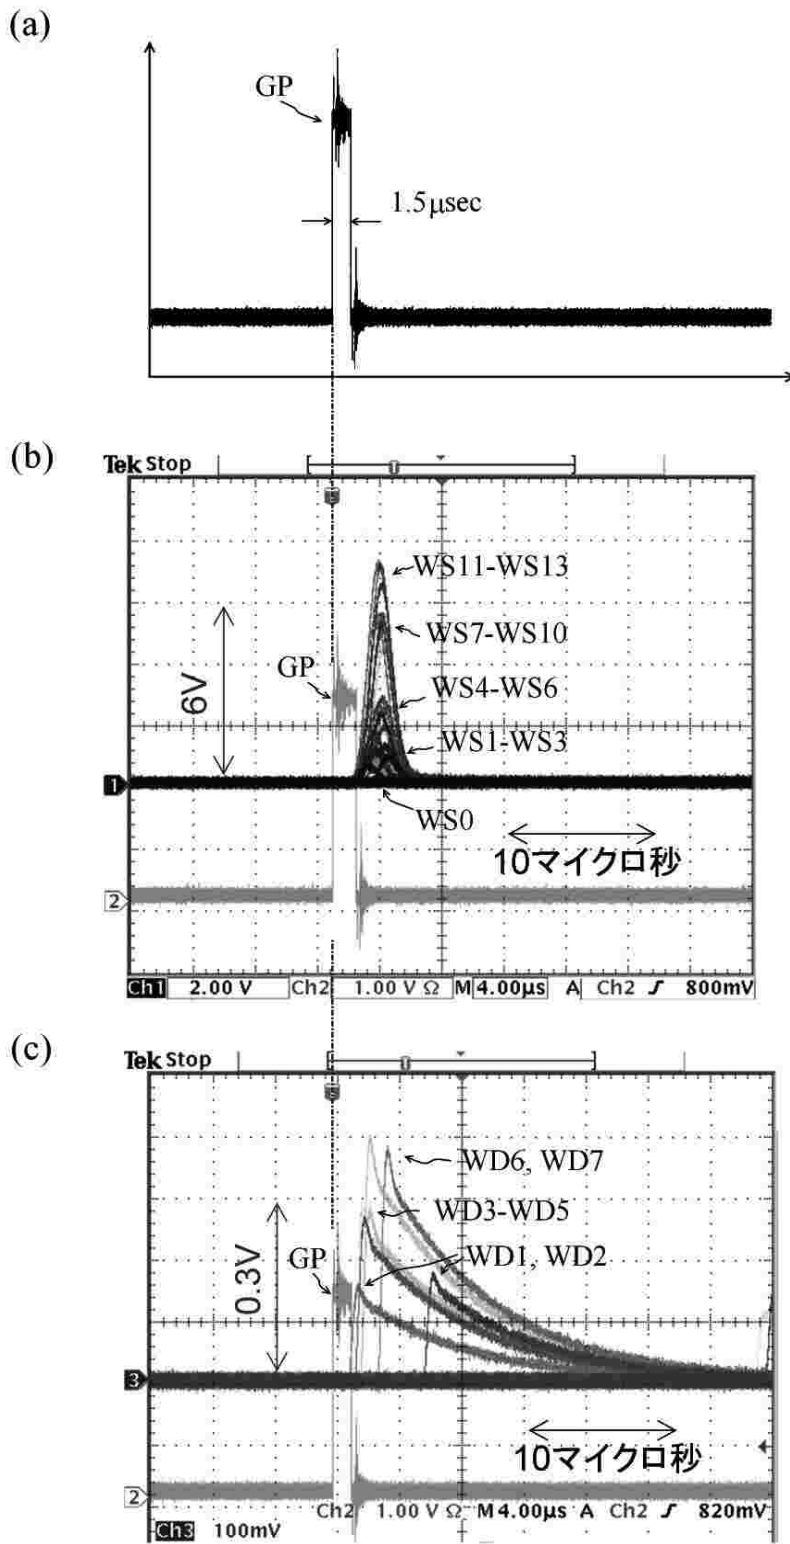 (a)
GP
1.5μsec
(b)
Tek Stop
T
WS11-WS13
WS7-WS10
GP
WS4-WS6
6V
WS1-WS3
1
WS0
10マイクロ秒
2
Ch1 2.00 V Ch2 1.00 V Ω M 4.00μs A Ch2 ∫ 800mV
(c)
Tek Stop
T
WD6, WD7
WD3-WD5
0.3V
GP
WD1, WD2
3
10マイクロ秒
2
Ch2 1.00 V Ω M 4.00μs A Ch2 ∫ 820mV
Ch3 100mV